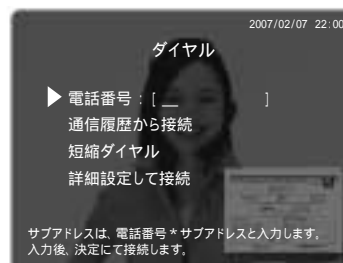 2007/02/07 22:00
ダイヤル
▶ 電話番号 : [ __ ]
通信履歴から接続
短縮ダイヤル
詳細設定して接続
サブアドレスは、電話番号*サブアドレスと入力します。
入力後、決定にて接続します。